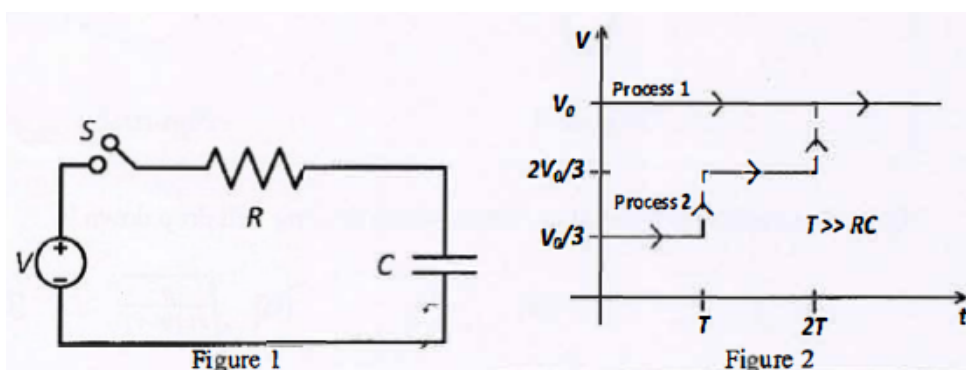 S
R
V
+
−
C
Figure 1
V
V₀
Process 1
2V₀/3
Process 2
V₀/3
T >> RC
T
2T
t
Figure 2